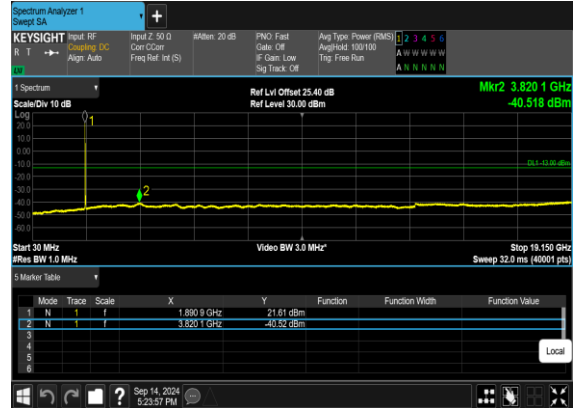 Spectrum Analyzer 1
Swept SA
KEYSIGHT Input: RF Input Z: 50 Ω #Atten: 20 dB PNO: Fast Avg Type: Power (RMS) 1 2 3 4 5 6
R T Coupling: DC Corr CCorr Gate: Off Avg|Hold: 100/100 A W W W W W
Align: Auto Freq Ref: Int (S) IF Gain: Low Trig: Free Run
LXI Sig Track: Off A N N N N N
1 Spectrum Ref Lvl Offset 25.40 dB Mkr2 3.820 1 GHz
Scale/Div 10 dB Ref Level 30.00 dBm -40.518 dBm
Log
20.0 1
10.0
0.00
-10.0 DL1 -13.00 dBm
-20.0
-30.0 2
-40.0
-50.0
-60.0
Start 30 MHz Video BW 3.0 MHz* Stop 19.150 GHz
#Res BW 1.0 MHz Sweep 32.0 ms (40001 pts)
5 Marker Table
Mode Trace Scale X Y Function Function Width Function Value
1 N 1 f 1.890 9 GHz 21.61 dBm
2 N 1 f 3.820 1 GHz -40.52 dBm
3
4
5
6
Local
? Sep 14, 2024
5:23:57 PM